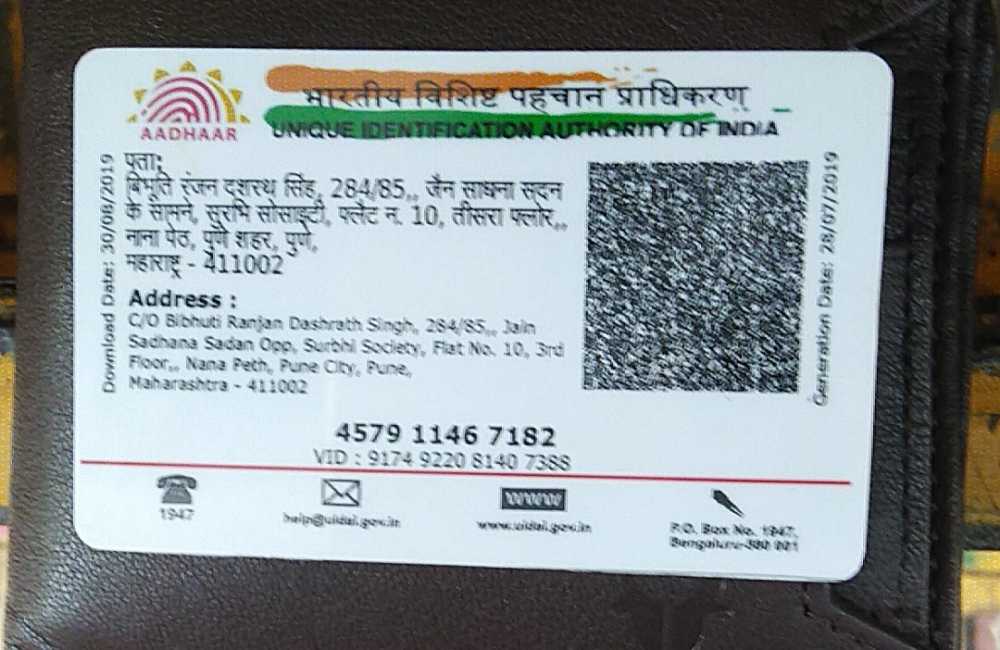 भारतीय विशिष्ट पहचान प्राधिकरण
UNIQUE IDENTIFICATION AUTHORITY OF INDIA
AADHAAR
Download Date: 30/08/2019
पता:
बिभूति रंजन दशरथ सिंह, 284/85,, जैन साधना सदन
के सामने, सुरभि सोसाइटी, फ्लैट न. 10, तीसरा फ्लोर,,
नाना पेठ, पुणे शहर, पुणे,
महाराष्ट्र - 411002
Address :
C/O Bibhuti Ranjan Dashrath Singh, 284/85,, Jain
Sadhana Sadan Opp, Surbhi Society, Flat No. 10, 3rd
Floor,, Nana Peth, Pune City, Pune,
Maharashtra - 411002
Generation Date: 28/07/2019
4579 1146 7182
VID : 9174 9220 8140 7388
1947
help@uidai.gov.in
www
www.uidai.gov.in
P.O. Box No. 1947,
Bengaluru-560 001